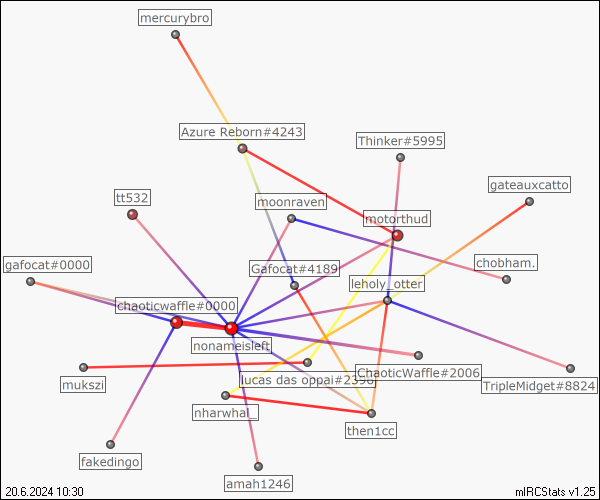 mercurybro
Azure Reborn#4243
Thinker#5995
gateauxcatto
tt532
moonraven
motorthud
gafocat#0000
Gafocat#4189
chobham.
leholy_otter
Chaoticwaffle#0000
nonameisleft
ChaoticWaffle#2006
mukszi
lucas das oppai#2398
TripleMidget#8824
nharwhal_
then1cc
fakedingo
amah1246
20.6.2024 10:30
mIRCStats v1.25